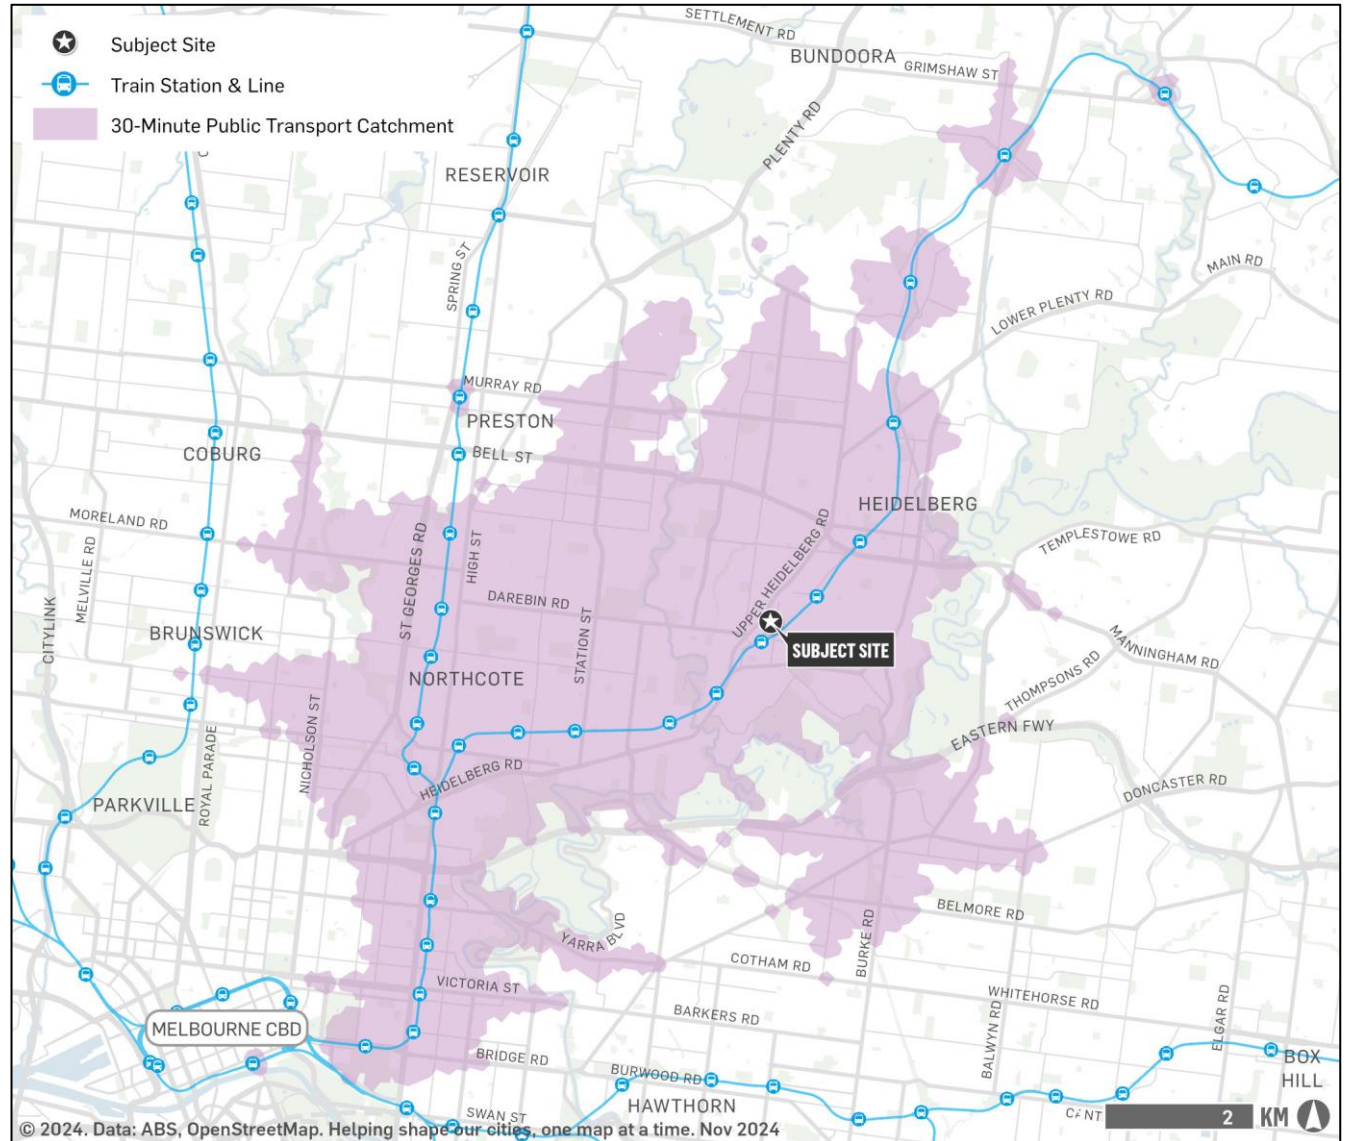 Subject Site
Train Station & Line
30-Minute Public Transport Catchment
SETTLEMENT RD
BUNDOORA
GRIMSHAW ST
PLENTY RD
RESERVOIR
SPRING ST
MAIN RD
LOWER PLENTY RD
MURRAY RD
PRESTON
COBURG
BELL ST
HEIDELBERG
MORELAND RD
MELVILLE RD
ST GEORGES RD
HIGH ST
TEMPLESTOWE RD
UPPER HEIDELBERG RD
DAREBIN RD
STATION ST
CITYLINK
BRUNSWICK
SUBJECT SITE
MANNINGHAM RD
NORTHCOTE
THOMPSONS RD
NICHOLSON ST
EASTERN FWY
ROYAL PARADE
HEIDELBERG RD
DONCASTER RD
PARKVILLE
BELMORE RD
YARRA BLVD
BURKE RD
COTHAM RD
VICTORIA ST
WHITEHORSE RD
BARKERS RD
MELBOURNE CBD
BALWYN RD
ELGAR RD
BRIDGE RD
BOX
HILL
BURWOOD RD
HAWTHORN
SWAN ST
2 KM
© 2024. Data: ABS, OpenStreetMap. Helping shape our cities, one map at a time. Nov 2024